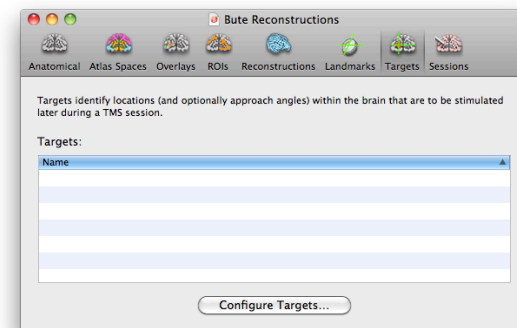 Bute Reconstructions
Anatomical Atlas Spaces Overlays ROIs Reconstructions Landmarks Targets Sessions
Targets identify locations (and optionally approach angles) within the brain that are to be stimulated
later during a TMS session.
Targets:
Name
Configure Targets...